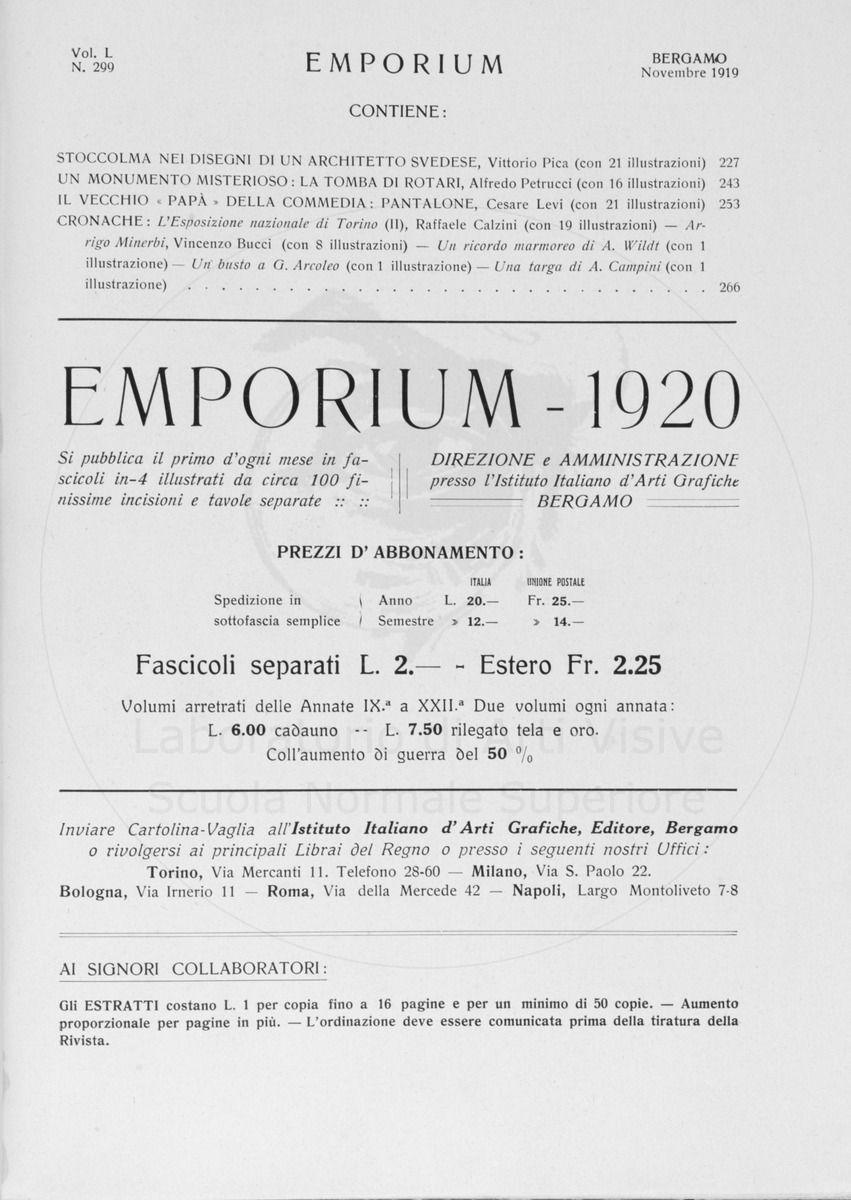 Vol. L
N. 299
EMPORIUM
BERGAMO
Novembre 1919
CONTIENE:
STOCCOLMA NEI DISEGNI DI UN ARCHITETTO SVEDESE, Vittorio Pica (con 21 illustrazioni) 227
UN MONUMENTO MISTERIOSO: LA TOMBA DI ROTARI, Alfredo Petrucci (con 16 illustrazioni) 243
IL VECCHIO « PAPÀ » DELLA COMMEDIA: PANTALONE, Cesare Levi (con 21 illustrazioni) 253
CRONACHE: L'Esposizione nazionale di Torino (II), Raffaele Calzini (con 19 illustrazioni) — Ar-
rigo Minerbi, Vincenzo Bucci (con 8 illustrazioni) — Un ricordo marmoreo di A. Wildt (con 1
illustrazione) — Un busto a G. Arcoleo (con 1 illustrazione) — Una targa di A. Campini (con 1
illustrazione) . . . . . . . . . . . . . . . . . . . . . . . . . . . . 266
EMPORIUM - 1920
Si pubblica il primo d'ogni mese in fa-
scicoli in-4 illustrati da circa 100 fi-
nissime incisioni e tavole separate :: ::
DIREZIONE e AMMINISTRAZIONE
presso l'Istituto Italiano d'Arti Grafiche
BERGAMO
PREZZI D' ABBONAMENTO:
ITALIA UNIONE POSTALE
Spedizione in ( Anno L. 20.— Fr. 25.—
sottofascia semplice ) Semestre » 12.— » 14.—
Fascicoli separati L. 2.— - Estero Fr. 2.25
Volumi arretrati delle Annate IX.ª a XXII.ª Due volumi ogni annata:
L. 6.00 cadauno -- L. 7.50 rilegato tela e oro.
Laboratorio di Arti Visive
Coll'aumento di guerra del 50 %
Scuola Normale Superiore
Inviare Cartolina-Vaglia all'Istituto Italiano d'Arti Grafiche, Editore, Bergamo
o rivolgersi ai principali Librai del Regno o presso i seguenti nostri Uffici:
Torino, Via Mercanti 11. Telefono 28-60 — Milano, Via S. Paolo 22.
Bologna, Via Irnerio 11 — Roma, Via della Mercede 42 — Napoli, Largo Montoliveto 7-8
AI SIGNORI COLLABORATORI:
Gli ESTRATTI costano L. 1 per copia fino a 16 pagine e per un minimo di 50 copie. — Aumento
proporzionale per pagine in più. — L'ordinazione deve essere comunicata prima della tiratura della
Rivista.